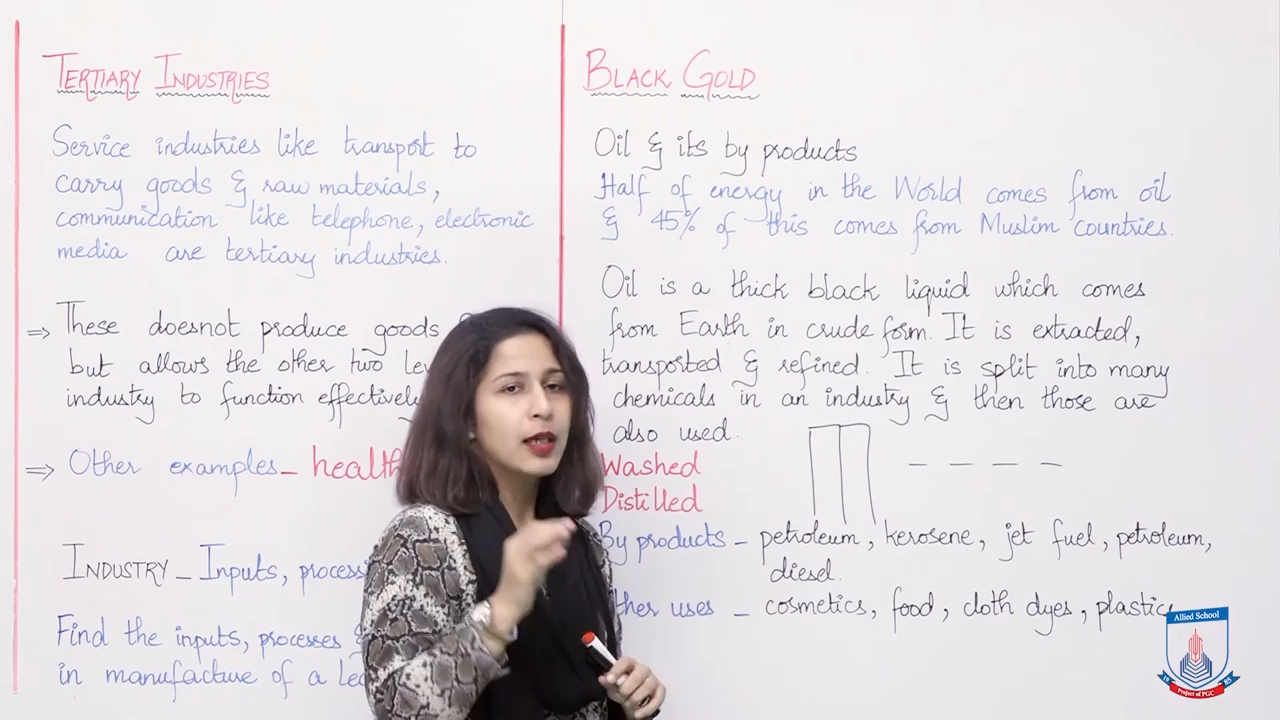 TERTIARY INDUSTRIES
Service industries like transport to
carry goods & raw materials,
communication like telephone, electronic
media are tertiary industries.
⇒ These doesnot produce goods
but allows the other two
industry to function effectively
⇒ Other examples - health
INDUSTRY - Inputs,
Find the inputs, processes
in manufacture of a
BLACK GOLD
Oil & its by products
Half of energy in the World comes from oil
& 45% of this comes from Muslim countries.
Oil is a thick black liquid which comes
from Earth in crude form. It is extracted,
transported & refined. It is split into many
chemicals in an industry & then those are
also used.
Washed
Distilled
By products - petroleum, kerosene, jet fuel, petroleum,
diesel.
uses - cosmetics, food, cloth dyes, plastics
Allied School
19 85
Project of PGC